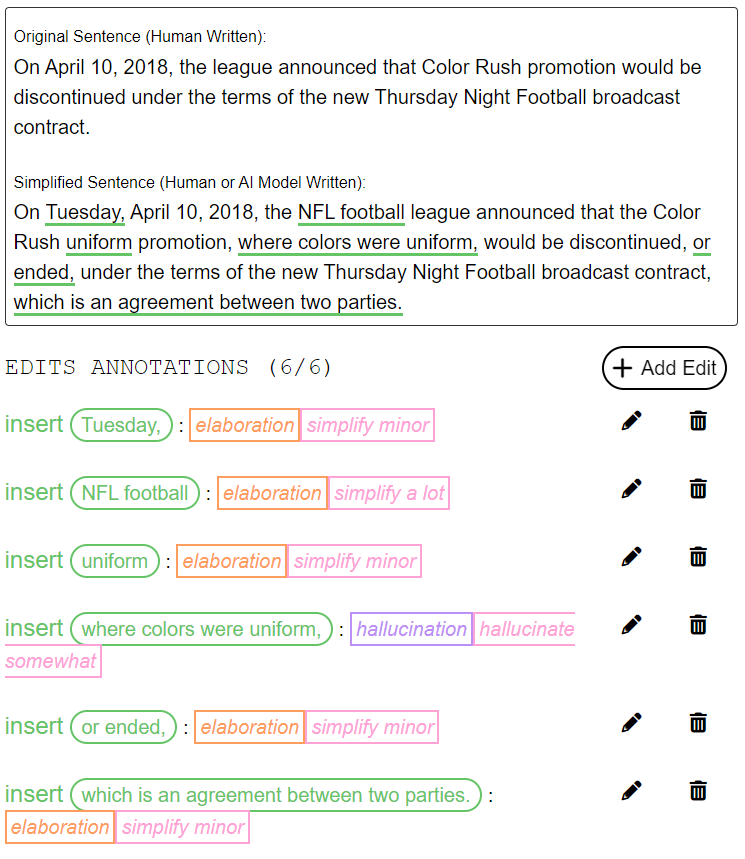 Original Sentence (Human Written):
On April 10, 2018, the league announced that Color Rush promotion would be
discontinued under the terms of the new Thursday Night Football broadcast
contract.
Simplified Sentence (Human or AI Model Written):
On Tuesday, April 10, 2018, the NFL football league announced that the Color
Rush uniform promotion, where colors were uniform, would be discontinued, or
ended, under the terms of the new Thursday Night Football broadcast contract,
which is an agreement between two parties.
EDITS ANNOTATIONS (6/6)
+ Add Edit
insert Tuesday, : elaboration simplify minor
insert NFL football : elaboration simplify a lot
insert uniform : elaboration simplify minor
insert where colors were uniform, : hallucination hallucinate
somewhat
insert or ended, : elaboration simplify minor
insert which is an agreement between two parties. :
elaboration simplify minor